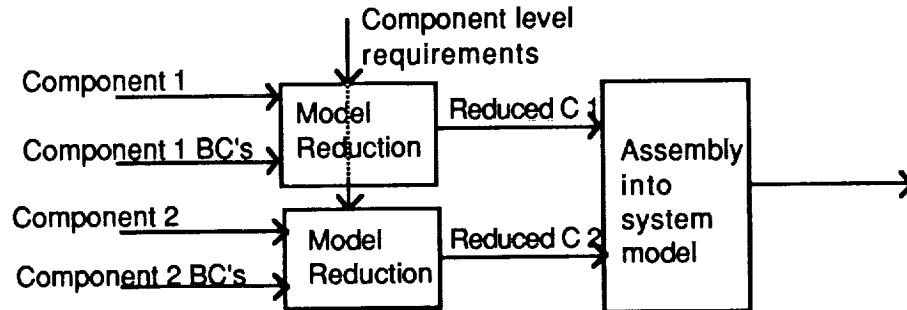 Component level
requirements
Component 1
Model
Reduction
Reduced C 1
Component 1 BC's
Assembly
into
system
model
Component 2
Model
Reduction
Reduced C 2
Component 2 BC's